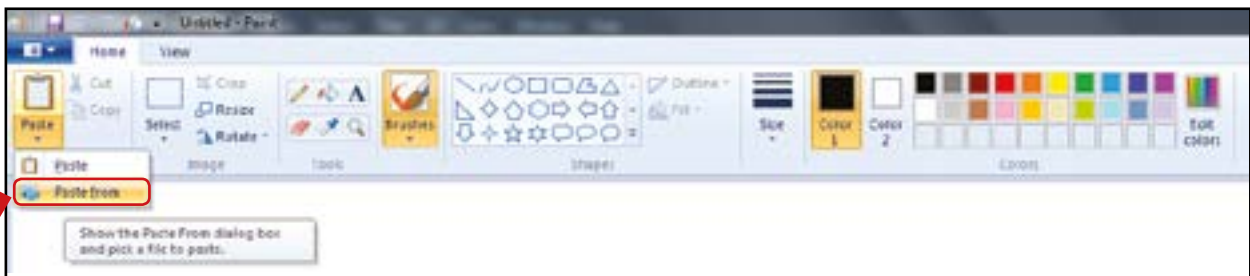 Untitled - Paint
Home View
Cut
Copy
Paste
Select
Crop
Resize
Rotate
A
Brushes
Outline
Fill
Size
Color 1
Color 2
Edit colors
Image
Tools
Shapes
Colors
Paste
Paste from
Show the Paste From dialog box
and pick a file to paste.